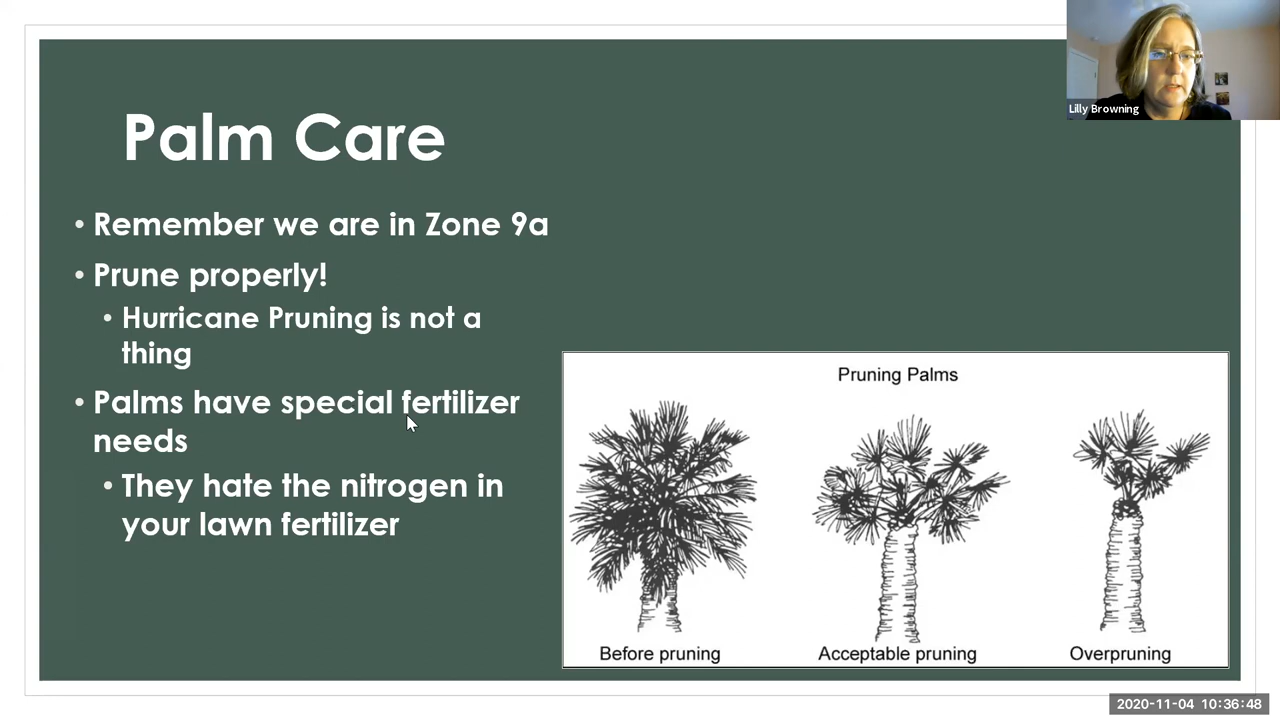 Lilly Browning
Palm Care
• Remember we are in Zone 9a
• Prune properly!
• Hurricane Pruning is not a
thing
• Palms have special fertilizer
needs
• They hate the nitrogen in
your lawn fertilizer
Pruning Palms
Before pruning
Acceptable pruning
Overpruning
2020-11-04 10:36:48